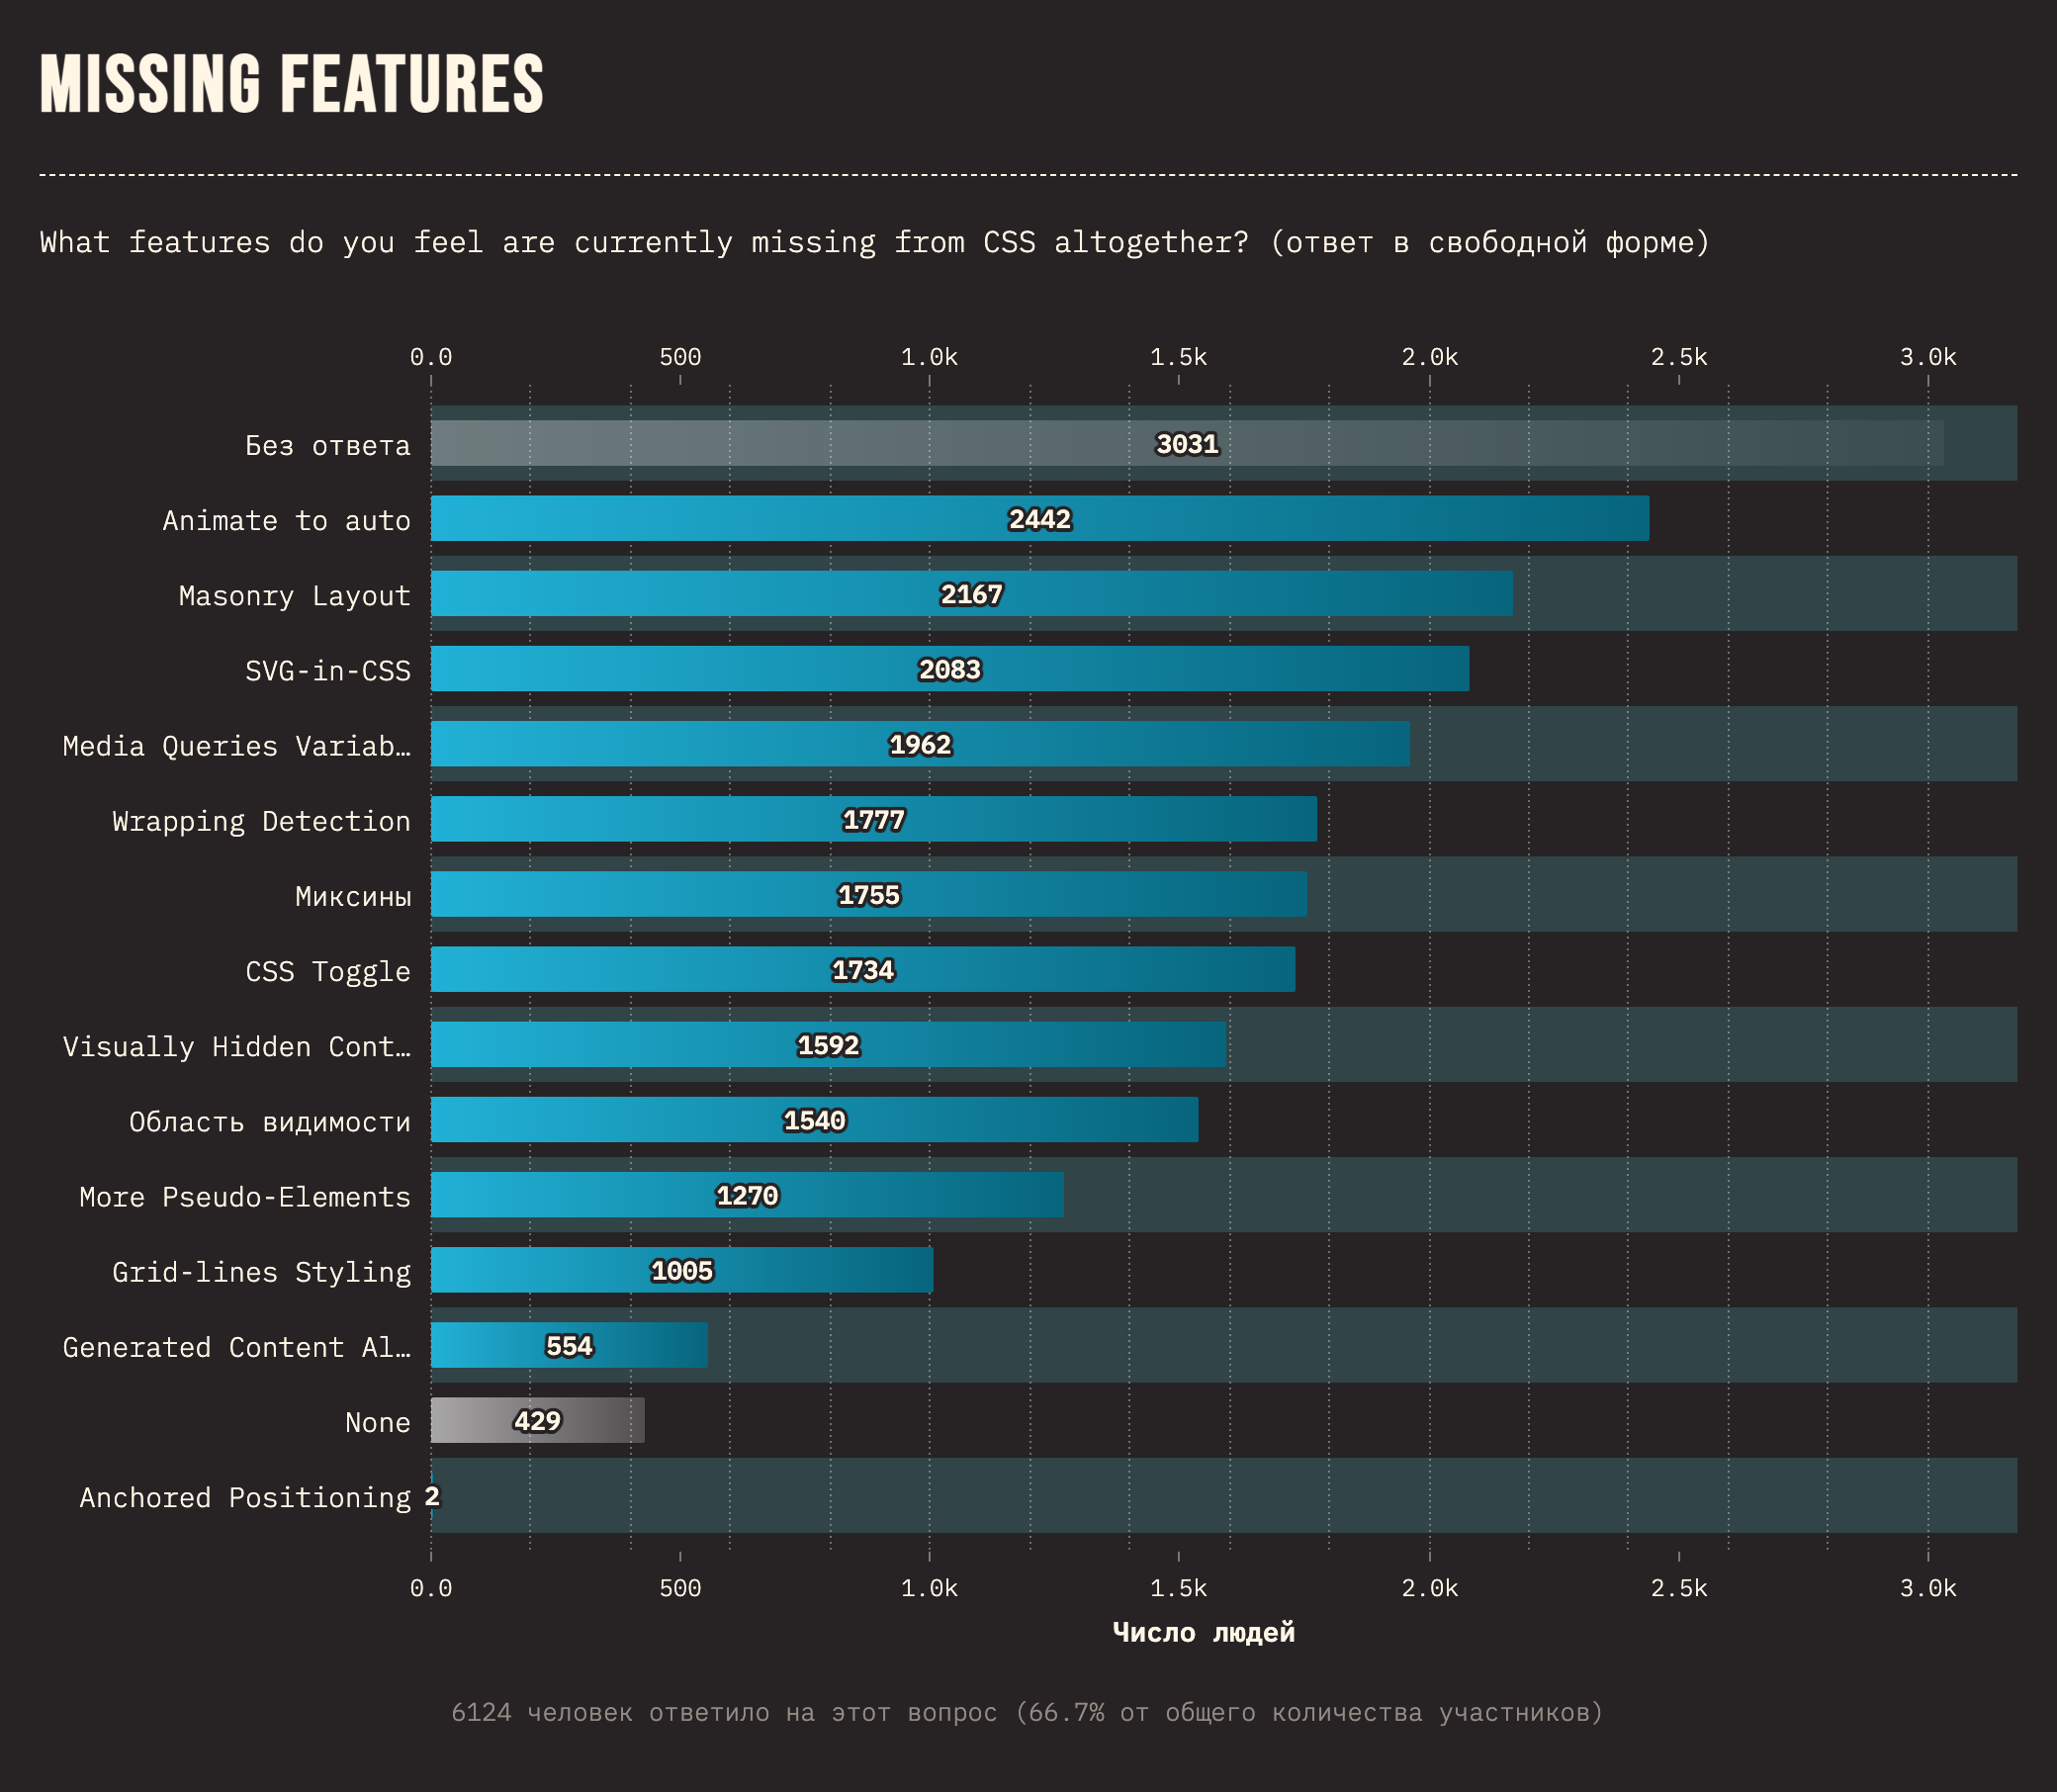 MISSING FEATURES
What features do you feel are currently missing from CSS altogether? (ответ в свободной форме)
0.0 500 1.0k 1.5k 2.0k 2.5k 3.0k
Без ответа 3031
Animate to auto 2442
Masonry Layout 2167
SVG-in-CSS 2083
Media Queries Variab… 1962
Wrapping Detection 1777
Миксины 1755
CSS Toggle 1734
Visually Hidden Cont… 1592
Область видимости 1540
More Pseudo-Elements 1270
Grid-lines Styling 1005
Generated Content Al… 554
None 429
Anchored Positioning 2
0.0 500 1.0k 1.5k 2.0k 2.5k 3.0k
Число людей
6124 человек ответило на этот вопрос (66.7% от общего количества участников)